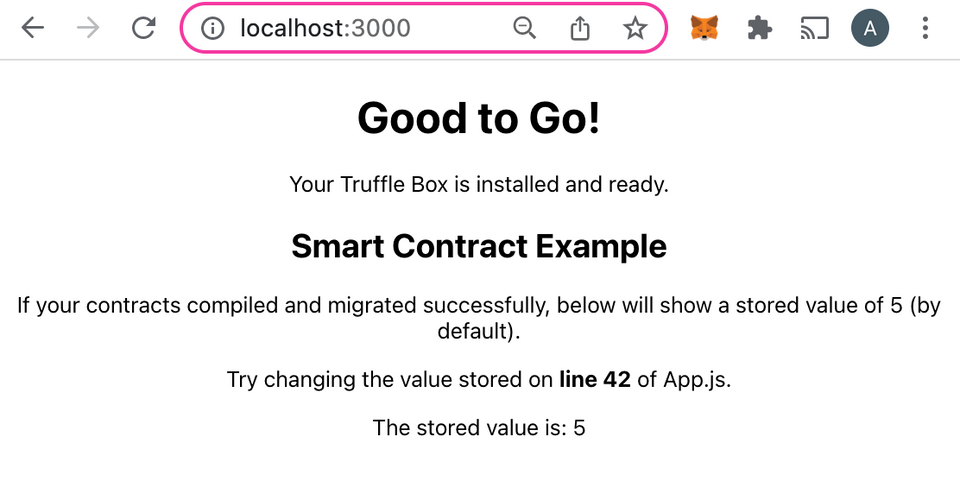 localhost:3000
A
Good to Go!
Your Truffle Box is installed and ready.
Smart Contract Example
If your contracts compiled and migrated successfully, below will show a stored value of 5 (by
default).
Try changing the value stored on line 42 of App.js.
The stored value is: 5